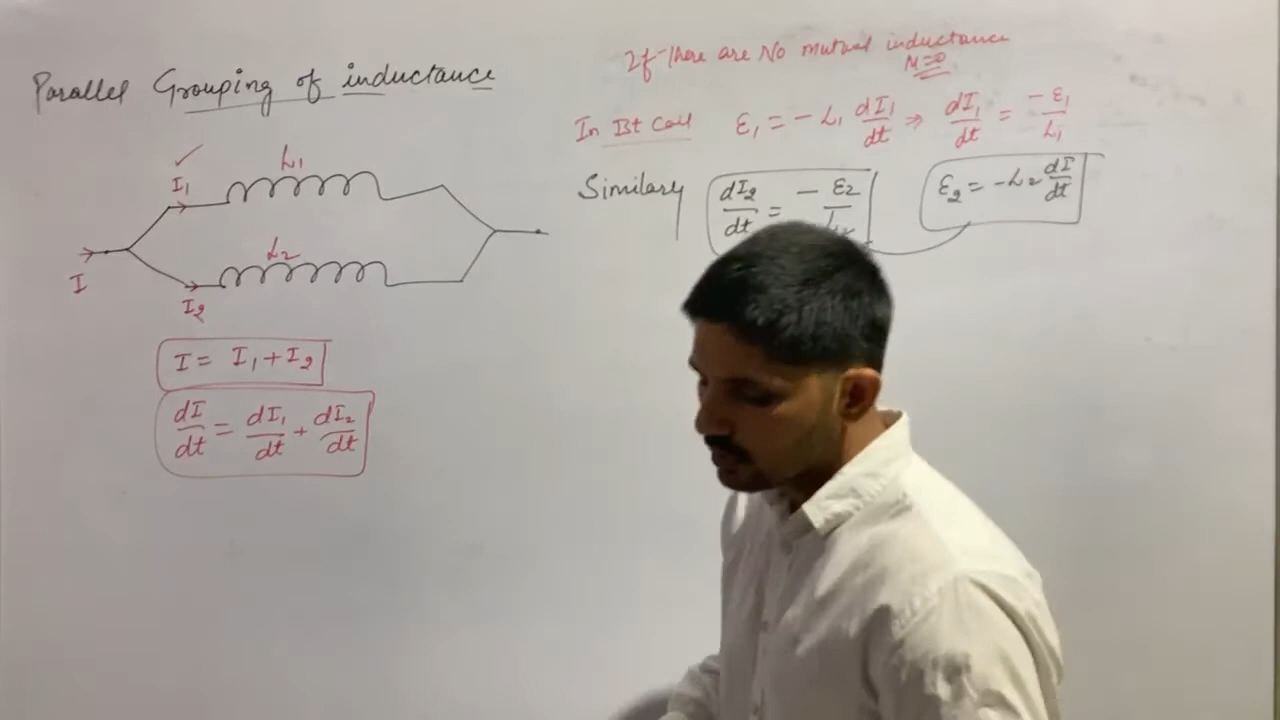 Parallel Grouping of inductance
I₁
L₁
L₂
I
I₂
I = I₁ + I₂
dI/dt = dI₁/dt + dI₂/dt
If there are No mutual inductance
M=0
In Ist Coil ε₁ = - L₁ dI₁/dt ⇒ dI₁/dt = -ε₁/L₁
Similary dI₂/dt = - ε₂/L₂
ε₂ = - L₂ dI/dt